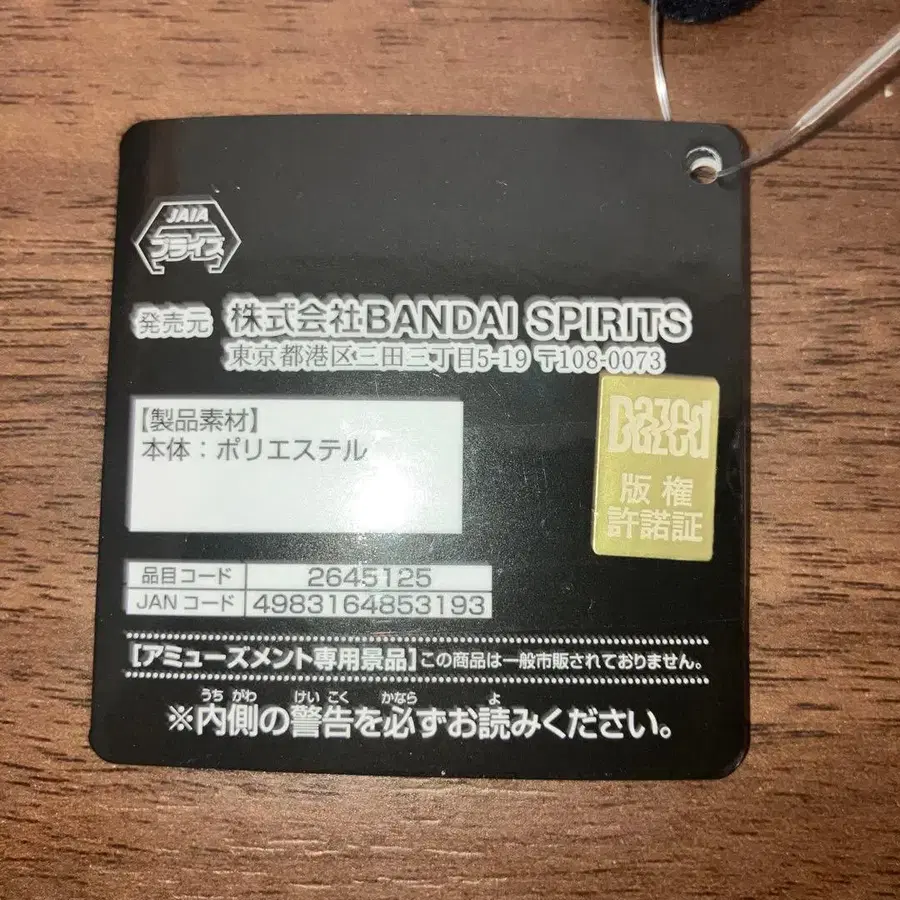 JAIA
プライズ
発売元 株式会社BANDAI SPIRITS
東京都港区三田三丁目5-19 〒108-0073
【製品素材】
本体：ポリエステル
Dazed
版権
許諾証
品目コード 2645125
JANコード 4983164853193
【アミューズメント専用景品】この商品は一般市販されておりません。
うち がわ けい こく かなら よ
※内側の警告を必ずお読みください。